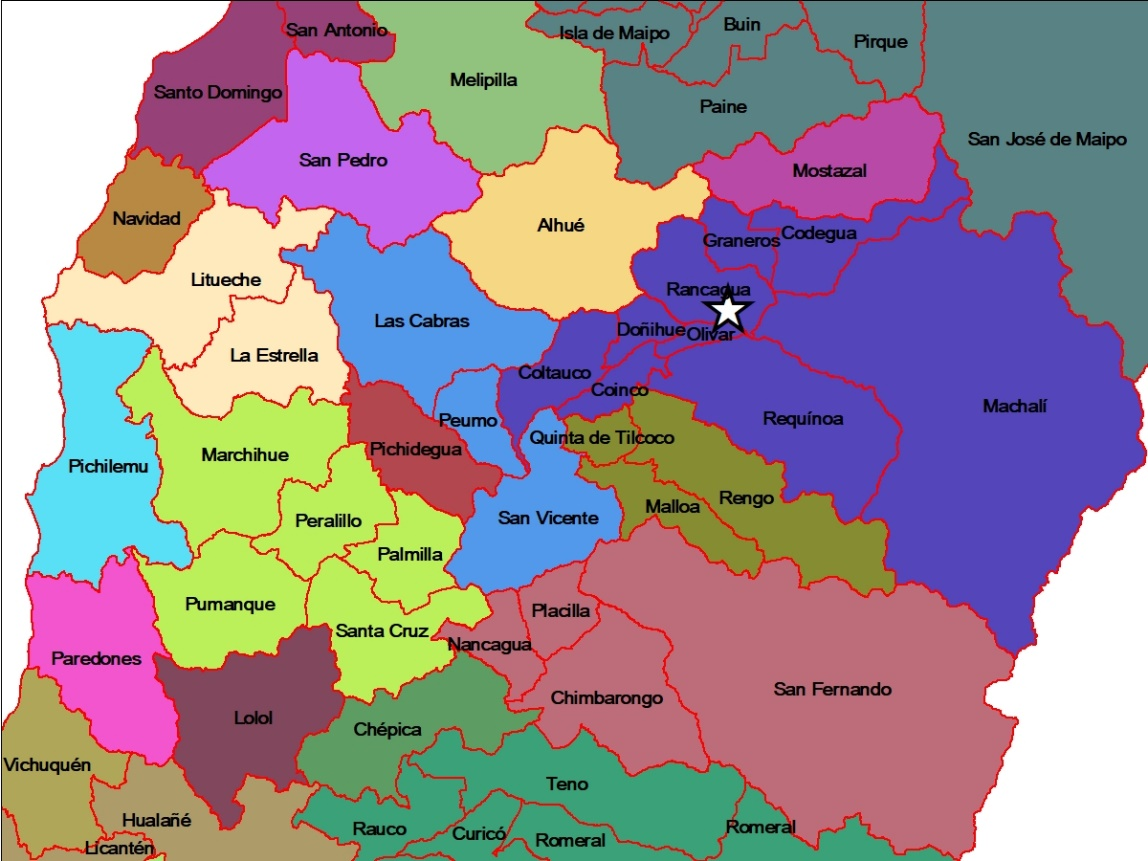 San Antonio
Isla de Maipo
Buin
Pirque
Melipilla
Santo Domingo
Paine
San José de Maipo
San Pedro
Mostazal
Navidad
Alhué
Graneros
Codegua
Litueche
Rancagua
Las Cabras
Doñihue
Olivar
La Estrella
Coltauco
Coinco
Machalí
Peumo
Requínoa
Quinta de Tilcoco
Pichidegua
Marchihue
Pichilemu
Rengo
Malloa
San Vicente
Peralillo
Palmilla
Pumanque
Placilla
Santa Cruz
Nancagua
Paredones
San Fernando
Chimbarongo
Lolol
Chépica
Vichuquén
Teno
Hualañé
Rauco
Curicó
Romeral
Romeral
Licantén